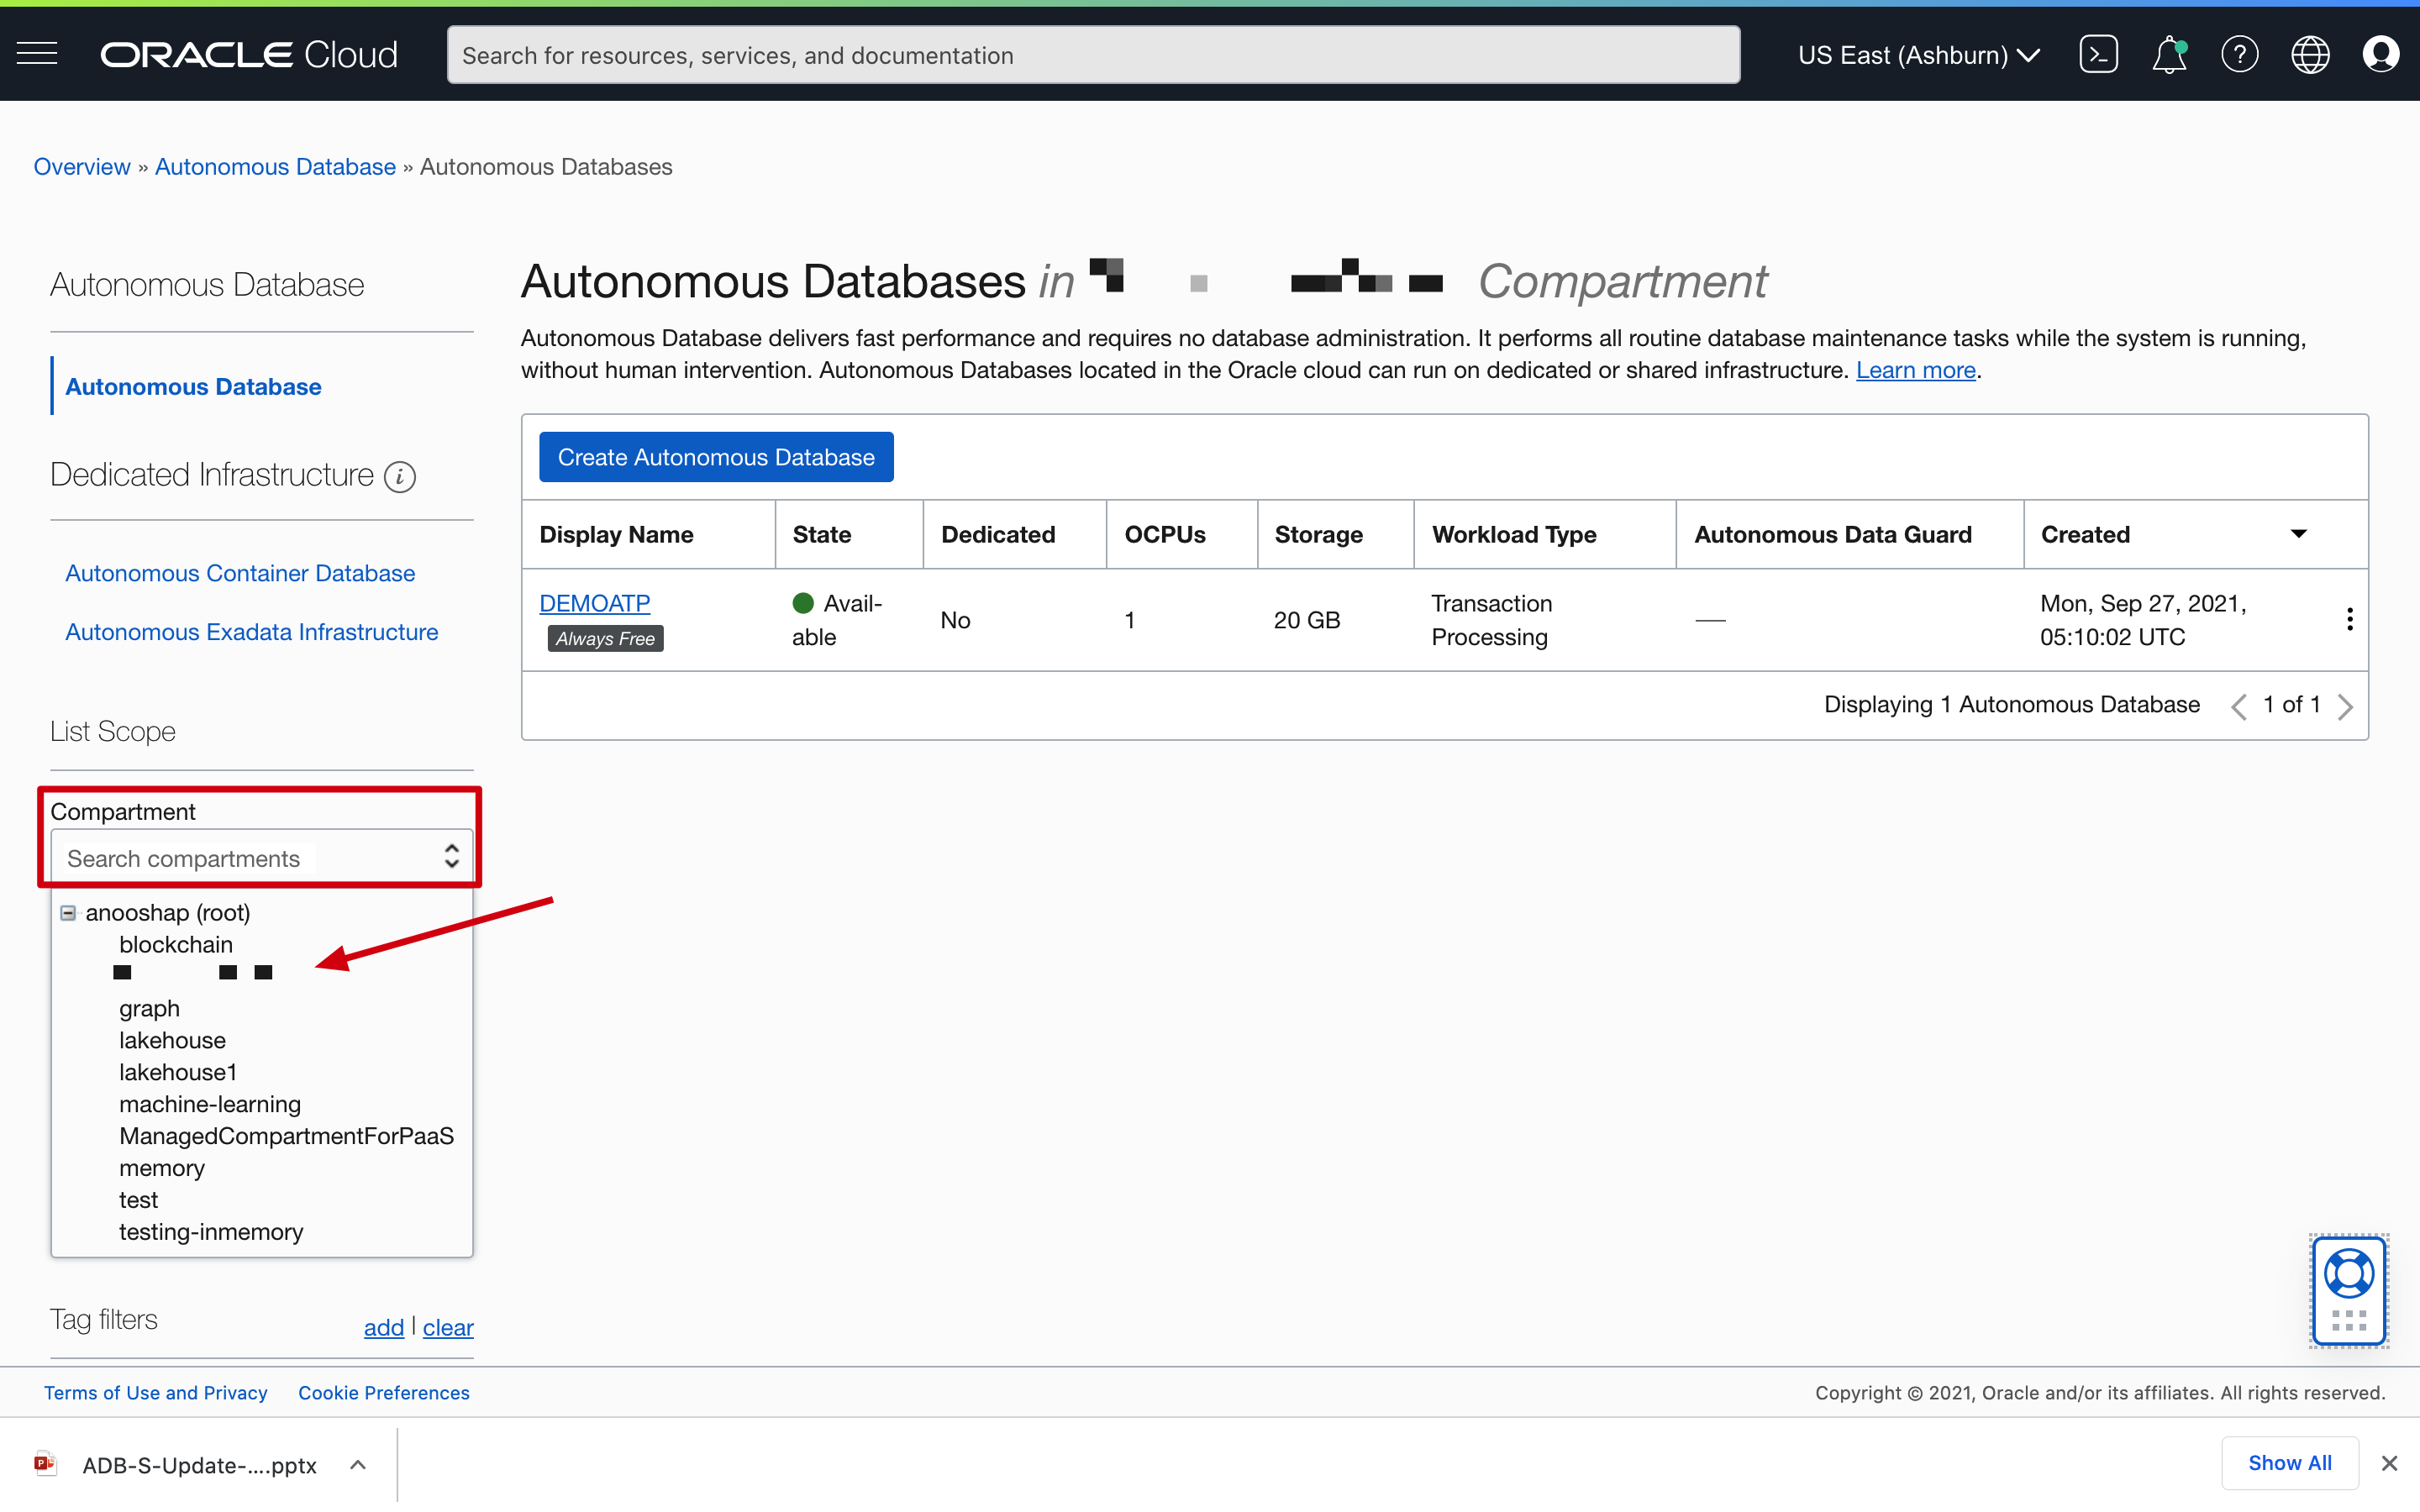 ORACLE Cloud
Search for resources, services, and documentation
US East (Ashburn)
Overview » Autonomous Database » Autonomous Databases
Autonomous Database
Autonomous Database
Dedicated Infrastructure i
Autonomous Container Database
Autonomous Exadata Infrastructure
List Scope
Compartment
Search compartments
anooshap (root)
blockchain
graph
lakehouse
lakehouse1
machine-learning
ManagedCompartmentForPaaS
memory
test
testing-inmemory
Tag filters
add | clear
Autonomous Databases in Compartment
Autonomous Database delivers fast performance and requires no database administration. It performs all routine database maintenance tasks while the system is running,
without human intervention. Autonomous Databases located in the Oracle cloud can run on dedicated or shared infrastructure. Learn more.
Create Autonomous Database
Display Name State Dedicated OCPUs Storage Workload Type Autonomous Data Guard Created
DEMOATP Avail- Transaction Mon, Sep 27, 2021,
No 1 20 GB —
Always Free able Processing 05:10:02 UTC
Displaying 1 Autonomous Database 1 of 1
Terms of Use and Privacy Cookie Preferences
Copyright © 2021, Oracle and/or its affiliates. All rights reserved.
ADB-S-Update-....pptx
Show All